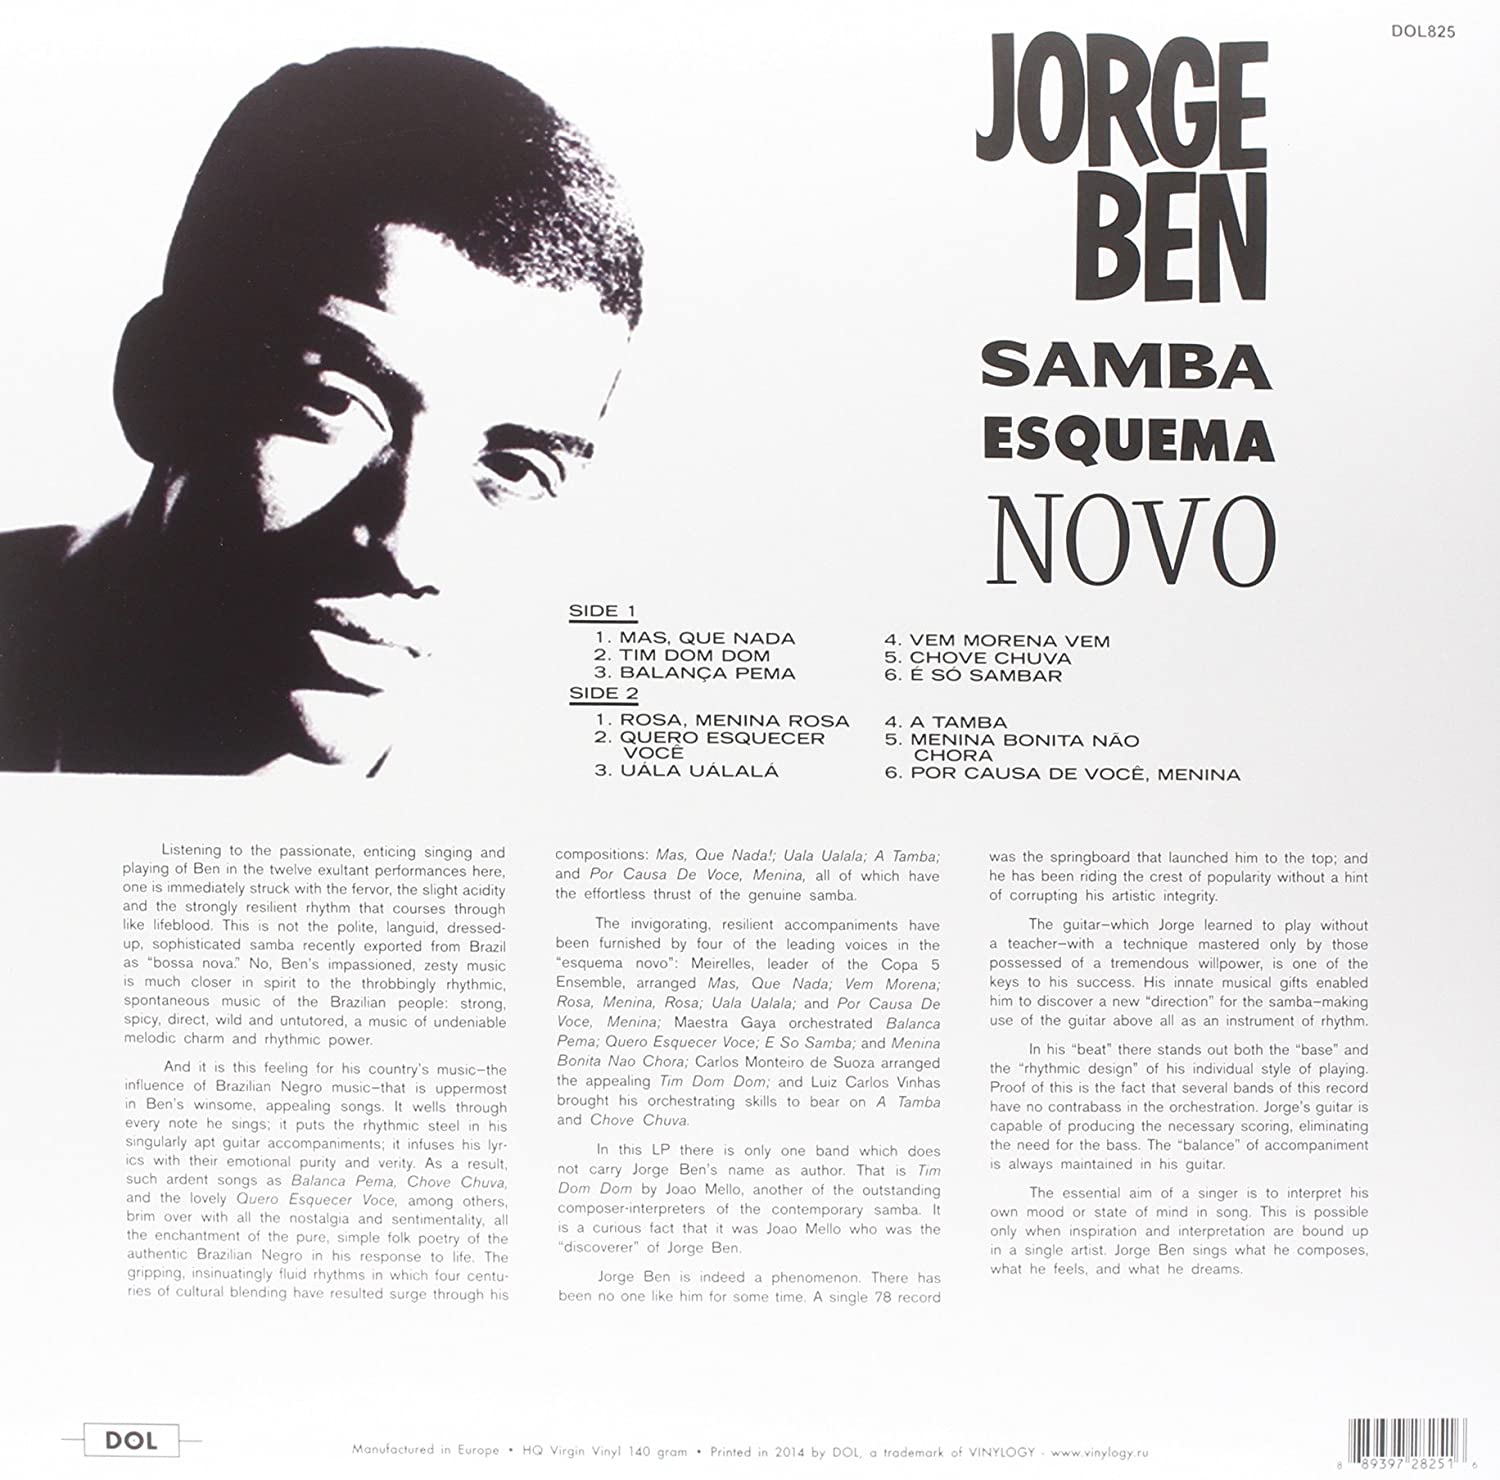 DOL825
JORGE
BEN
SAMBA
ESQUEMA
NOVO
SIDE 1
1. MAS, QUE NADA
2. TIM DOM DOM
3. BALANÇA PEMA
4. VEM MORENA VEM
5. CHOVE CHUVA
6. É SÓ SAMBAR
SIDE 2
1. ROSA, MENINA ROSA
2. QUERO ESQUECER
VOCÊ
3. UÁLA UÁLALÁ
4. A TAMBA
5. MENINA BONITA NÃO
CHORA
6. POR CAUSA DE VOCÊ, MENINA
Listening to the passionate, enticing singing and
playing of Ben in the twelve exultant performances here,
one is immediately struck with the fervor, the slight acidity
and the strongly resilient rhythm that courses through
like lifeblood. This is not the polite, languid, dressed-
up, sophisticated samba recently exported from Brazil
as "bossa nova." No, Ben's impassioned, zesty music
is much closer in spirit to the throbbingly rhythmic,
spontaneous music of the Brazilian people: strong,
spicy, direct, wild and untutored, a music of undeniable
melodic charm and rhythmic power.
And it is this feeling for his country's music—the
influence of Brazilian Negro music—that is uppermost
in Ben's winsome, appealing songs. It wells through
every note he sings; it puts the rhythmic steel in his
singularly apt guitar accompaniments; it infuses his lyr-
ics with their emotional purity and verity. As a result,
such ardent songs as Balanca Pema, Chove Chuva,
and the lovely Quero Esquecer Voce, among others,
brim over with all the nostalgia and sentimentality, all
the enchantment of the pure, simple folk poetry of the
authentic Brazilian Negro in his response to life. The
gripping, insinuatingly fluid rhythms in which four centu-
ries of cultural blending have resulted surge through his
compositions: Mas, Que Nada!; Uala Ualala; A Tamba;
and Por Causa De Voce, Menina, all of which have
the effortless thrust of the genuine samba.
The invigorating, resilient accompaniments have
been furnished by four of the leading voices in the
"esquema novo": Meirelles, leader of the Copa 5
Ensemble, arranged Mas, Que Nada; Vem Morena;
Rosa, Menina, Rosa; Uala Ualala; and Por Causa De
Voce, Menina; Maestra Gaya orchestrated Balanca
Pema; Quero Esquecer Voce; E So Samba; and Menina
Bonita Nao Chora; Carlos Monteiro de Suoza arranged
the appealing Tim Dom Dom; and Luiz Carlos Vinhas
brought his orchestrating skills to bear on A Tamba
and Chove Chuva.
In this LP there is only one band which does
not carry Jorge Ben's name as author. That is Tim
Dom Dom by Joao Mello, another of the outstanding
composer-interpreters of the contemporary samba. It
is a curious fact that it was Joao Mello who was the
"discoverer" of Jorge Ben.
Jorge Ben is indeed a phenomenon. There has
been no one like him for some time. A single 78 record
was the springboard that launched him to the top; and
he has been riding the crest of popularity without a hint
of corrupting his artistic integrity.
The guitar—which Jorge learned to play without
a teacher—with a technique mastered only by those
possessed of a tremendous willpower, is one of the
keys to his success. His innate musical gifts enabled
him to discover a new "direction" for the samba—making
use of the guitar above all as an instrument of rhythm.
In his "beat" there stands out both the "base" and
the "rhythmic design" of his individual style of playing.
Proof of this is the fact that several bands of this record
have no contrabass in the orchestration. Jorge's guitar is
capable of producing the necessary scoring, eliminating
the need for the bass. The "balance" of accompaniment
is always maintained in his guitar.
The essential aim of a singer is to interpret his
own mood or state of mind in song. This is possible
only when inspiration and interpretation are bound up
in a single artist. Jorge Ben sings what he composes,
what he feels, and what he dreams.
DOL
Manufactured in Europe • HQ Virgin Vinyl 140 gram • Printed in 2014 by DOL, a trademark of VINYLOGY - www.vinylogy.ru
8 89397 28251 6